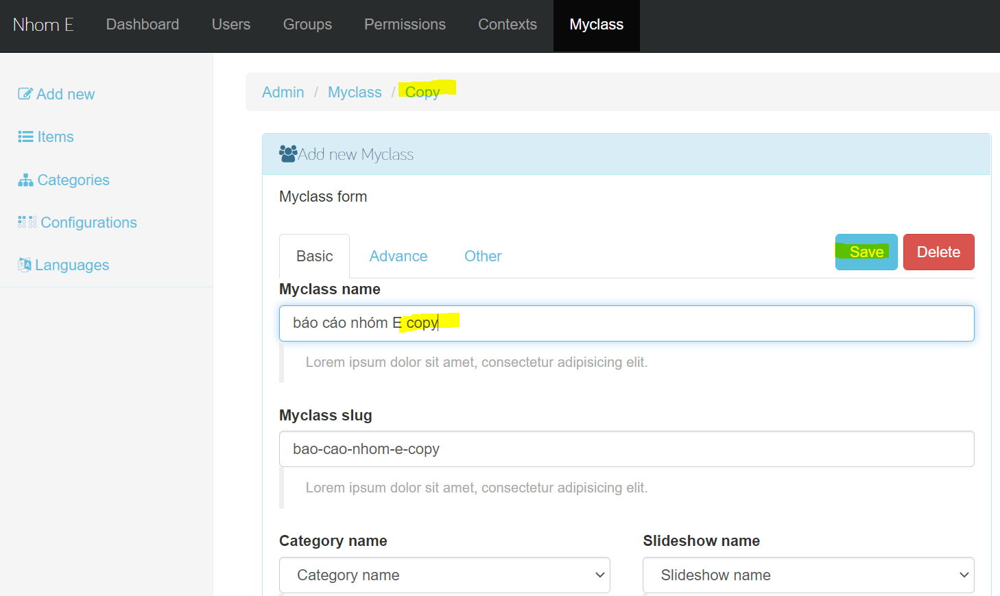 Nhom E Dashboard Users Groups Permissions Contexts Myclass
Add new
Items
Categories
Configurations
Languages
Admin / Myclass / Copy
Add new Myclass
Myclass form
Basic Advance Other Save Delete
Myclass name
báo cáo nhóm E copy
Lorem ipsum dolor sit amet, consectetur adipisicing elit.
Myclass slug
bao-cao-nhom-e-copy
Lorem ipsum dolor sit amet, consectetur adipisicing elit.
Category name Slideshow name
Category name Slideshow name